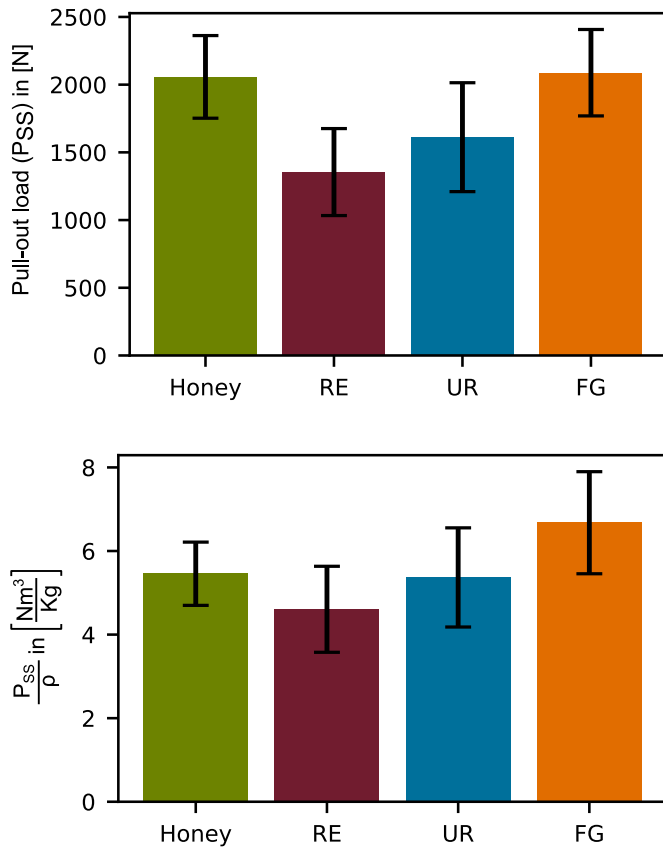 Pull-out load (PSS) in [N]
2500
2000
1500
1000
500
0
Honey RE UR FG
PSS/ρ in [Nm³/Kg]
8
6
4
2
0
Honey RE UR FG